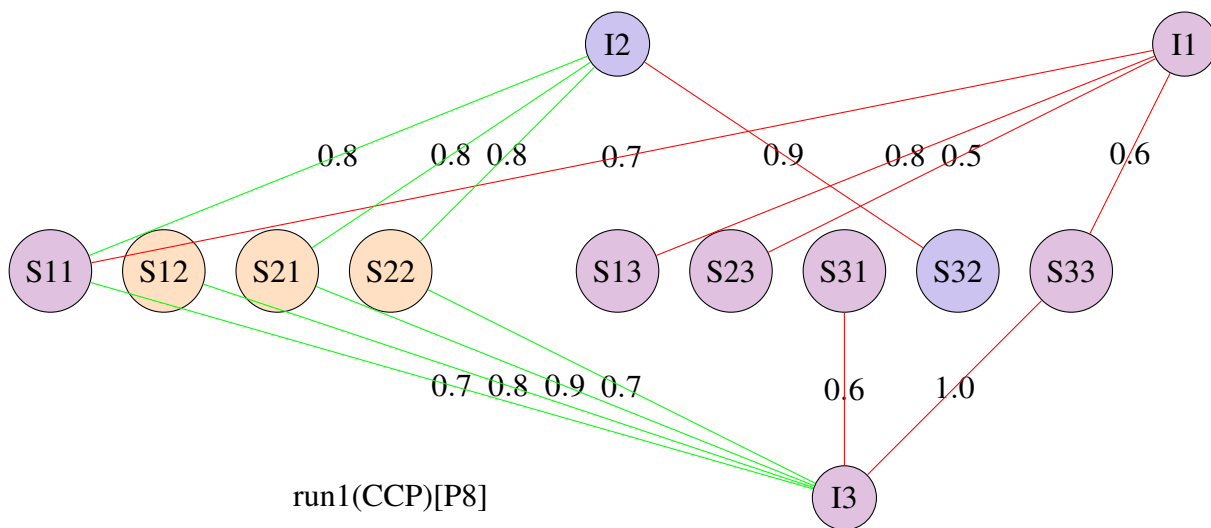 I2 I1
0.8 0.8 0.8 0.7 0.9 0.8 0.5 0.6
S11 S12 S21 S22 S13 S23 S31 S32 S33
0.7 0.8 0.9 0.7 0.6 1.0
run1(CCP)[P8] I3